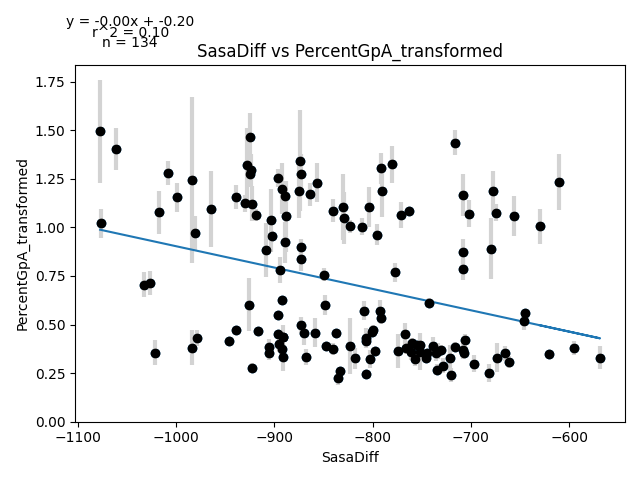 y = -0.00x + -0.20
r^2 = 0.10
n = 134
SasaDiff vs PercentGpA_transformed
1.75
1.50
1.25
1.00
0.75
0.50
0.25
0.00
PercentGpA_transformed
−1100 −1000 −900 −800 −700 −600
SasaDiff